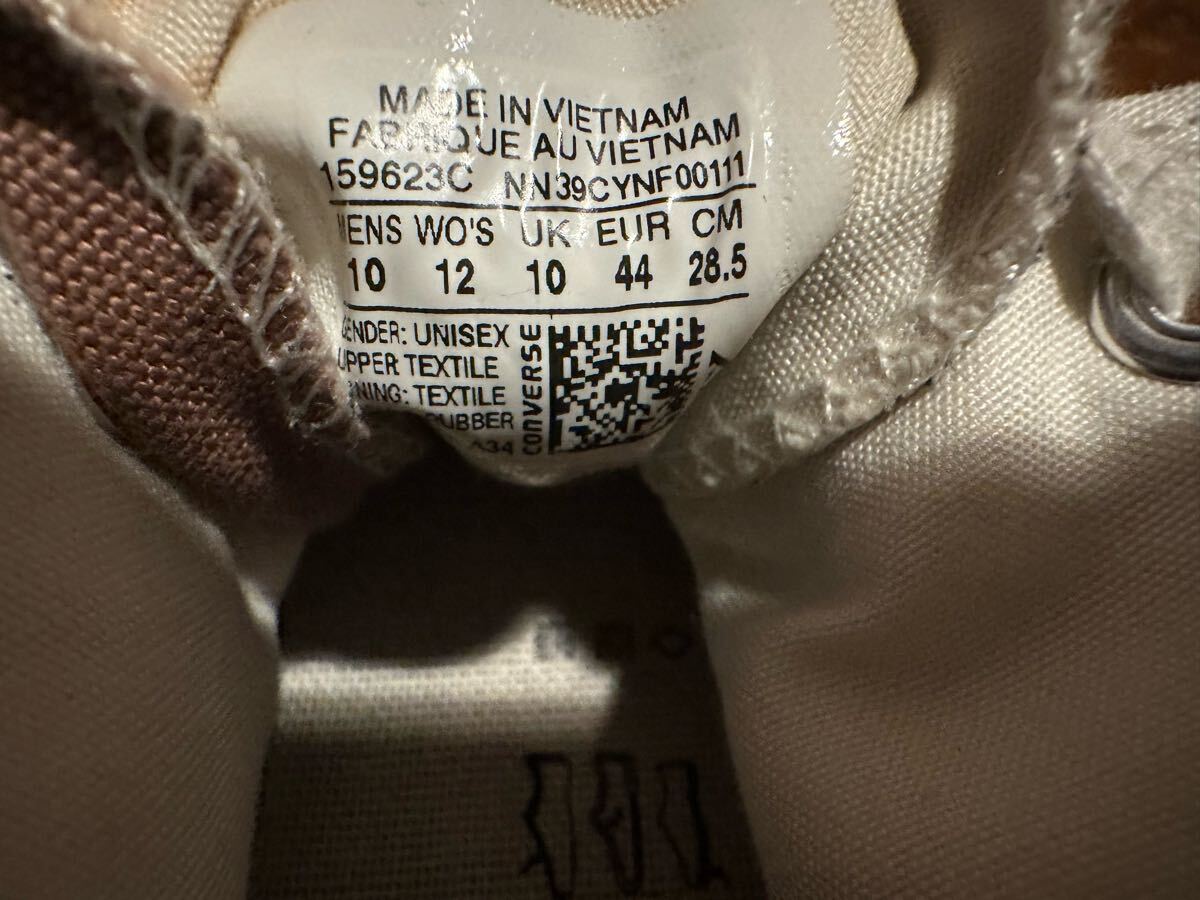 MADE IN VIETNAM
FABRIQUE AU VIETNAM
159623C NN39CYNF00111
MENS WO'S UK EUR CM
10 12 10 44 28.5
GENDER: UNISEX
UPPER TEXTILE
LINING: TEXTILE
RUBBER
A34
CONVERSE